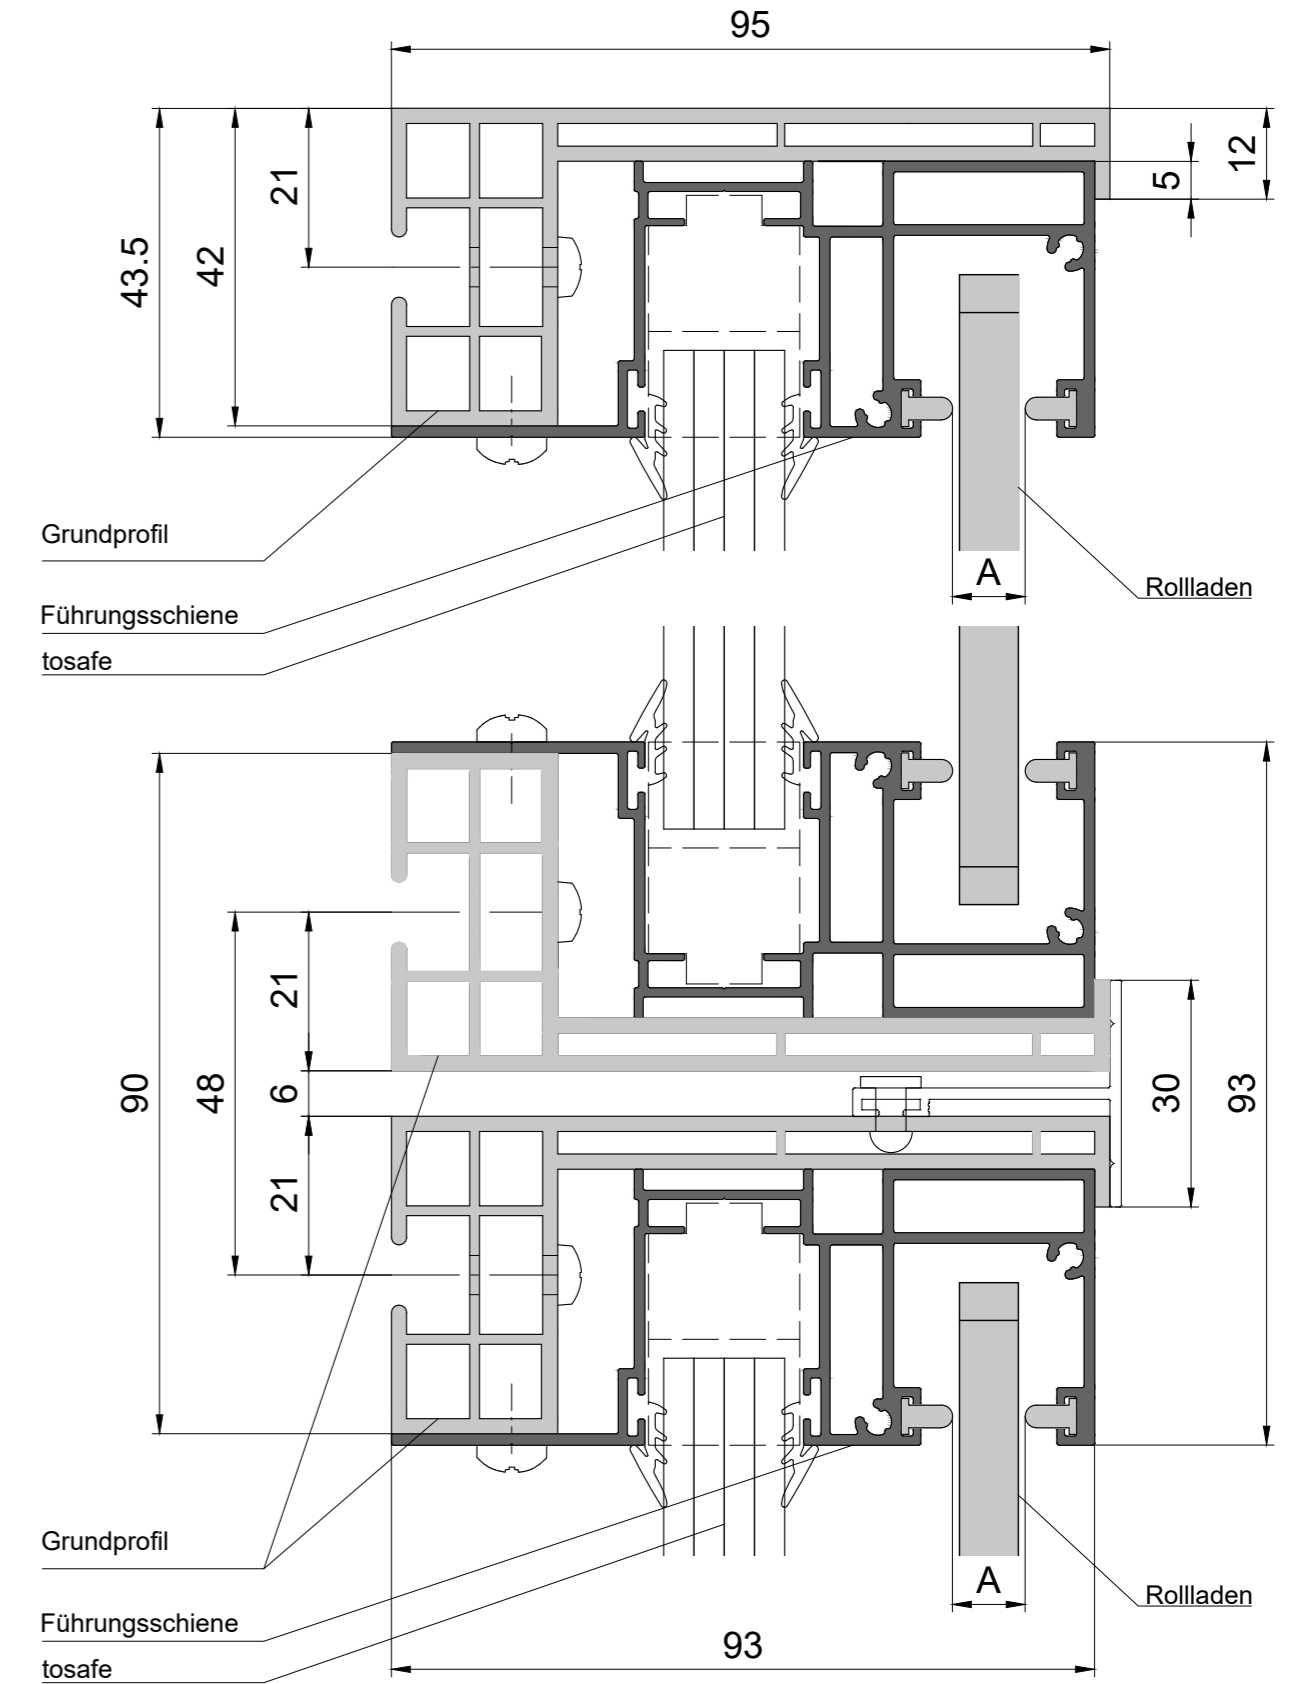 95
12
5
21
42
43.5
Grundprofil
A
Rollladen
Führungsschiene
tosafe
21
30
93
90
48
6
21
Grundprofil
A
Rollladen
Führungsschiene
93
tosafe